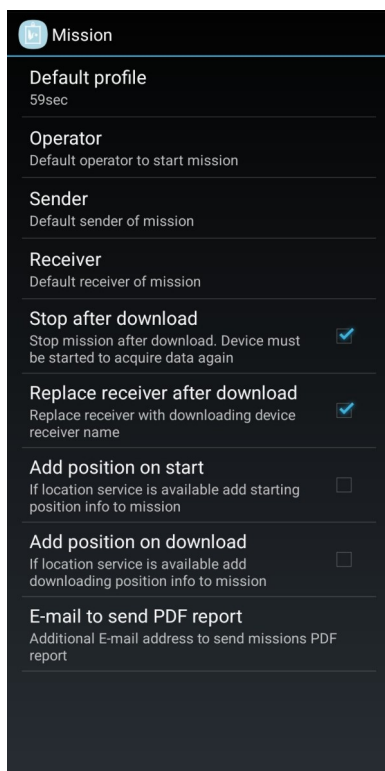 Mission
Default profile
59sec
Operator
Default operator to start mission
Sender
Default sender of mission
Receiver
Default receiver of mission
Stop after download
Stop mission after download. Device must
be started to acquire data again
Replace receiver after download
Replace receiver with downloading device
receiver name
Add position on start
If location service is available add starting
position info to mission
Add position on download
If location service is available add
downloading position info to mission
E-mail to send PDF report
Additional E-mail address to send missions PDF
report